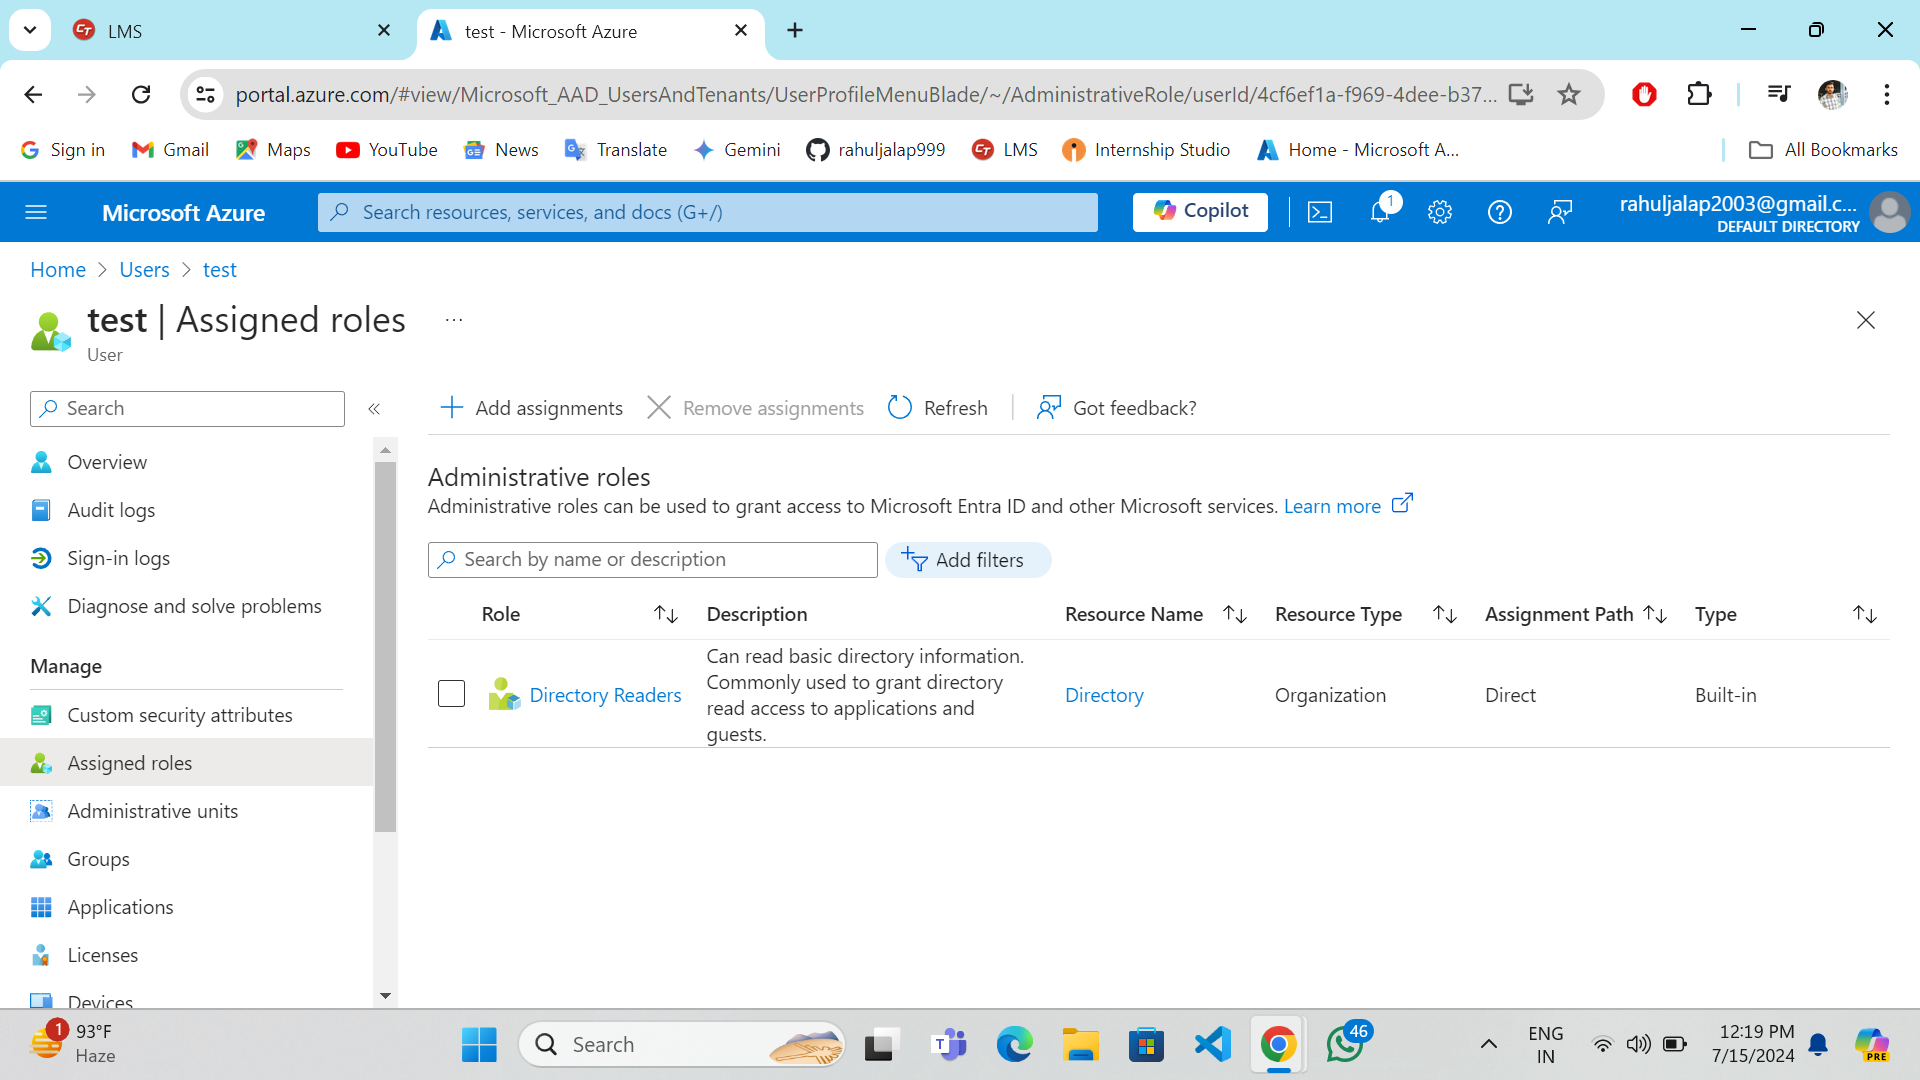 LMS
test - Microsoft Azure
portal.azure.com/#view/Microsoft_AAD_UsersAndTenants/UserProfileMenuBlade/~/AdministrativeRole/userId/4cf6ef1a-f969-4dee-b37...
Sign in
Gmail
Maps
YouTube
News
Translate
Gemini
rahuljalap999
LMS
Internship Studio
Home - Microsoft A...
All Bookmarks
Microsoft Azure
Search resources, services, and docs (G+/)
Copilot
1
rahuljalap2003@gmail.c...
DEFAULT DIRECTORY
Home > Users > test
test | Assigned roles ...
User
Search
Overview
Audit logs
Sign-in logs
Diagnose and solve problems
Manage
Custom security attributes
Assigned roles
Administrative units
Groups
Applications
Licenses
Devices
Add assignments
Remove assignments
Refresh
Got feedback?
Administrative roles
Administrative roles can be used to grant access to Microsoft Entra ID and other Microsoft services. Learn more
Search by name or description
Add filters
Role
Description
Resource Name
Resource Type
Assignment Path
Type
Directory Readers
Can read basic directory information.
Commonly used to grant directory
read access to applications and
guests.
Directory
Organization
Direct
Built-in
1
93°F
Haze
Search
46
ENG
IN
12:19 PM
7/15/2024
PRE